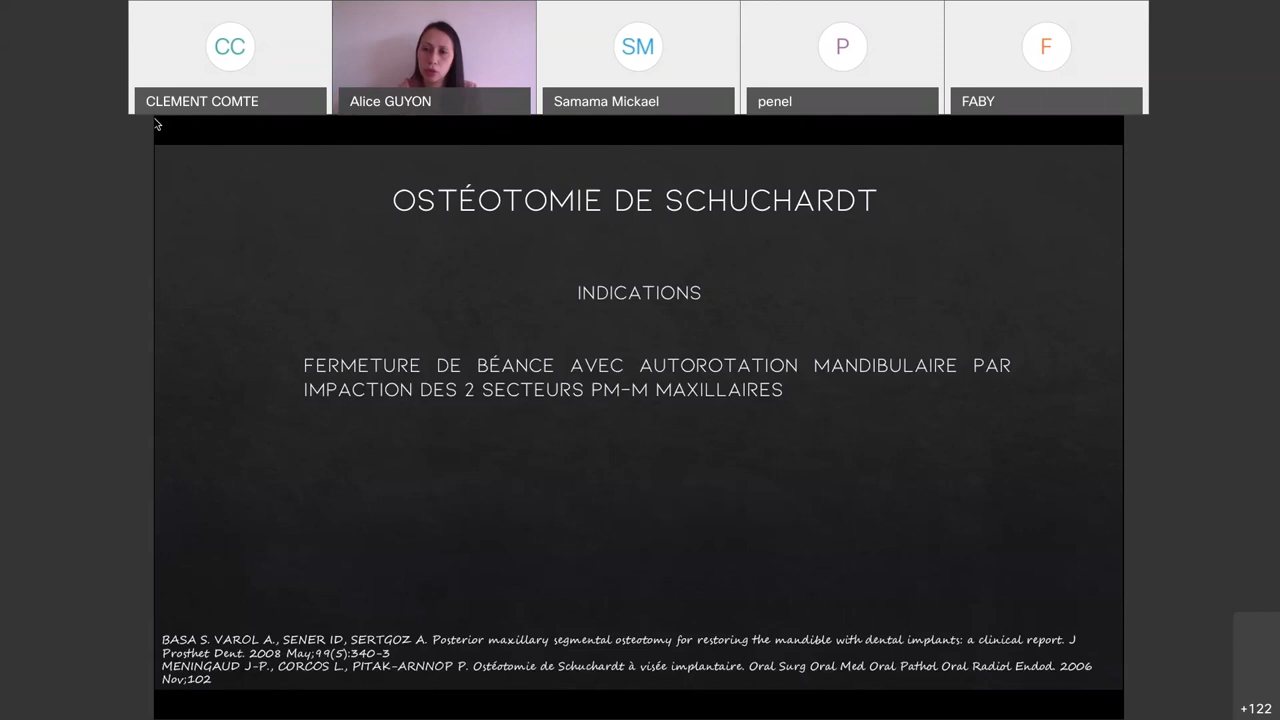 CC
SM
P
F
CLEMENT COMTE
Alice GUYON
Samama Mickael
penel
FABY
OSTÉOTOMIE DE SCHUCHARDT
INDICATIONS
FERMETURE DE BÉANCE AVEC AUTOROTATION MANDIBULAIRE PAR
IMPACTION DES 2 SECTEURS PM-M MAXILLAIRES
BASA S. VAROL A., SENER ID, SERTGOZ A. Posterior maxillary segmental osteotomy for restoring the mandible with dental implants: a clinical report. J
Prosthet Dent. 2008 May;99(5):340-3
MENINGAUD J-P., CORCOS L., PITAK-ARNNOP P. Ostéotomie de Schuchardt à visée implantaire. Oral Surg Oral Med Oral Pathol Oral Radiol Endod. 2006
Nov;102
+122